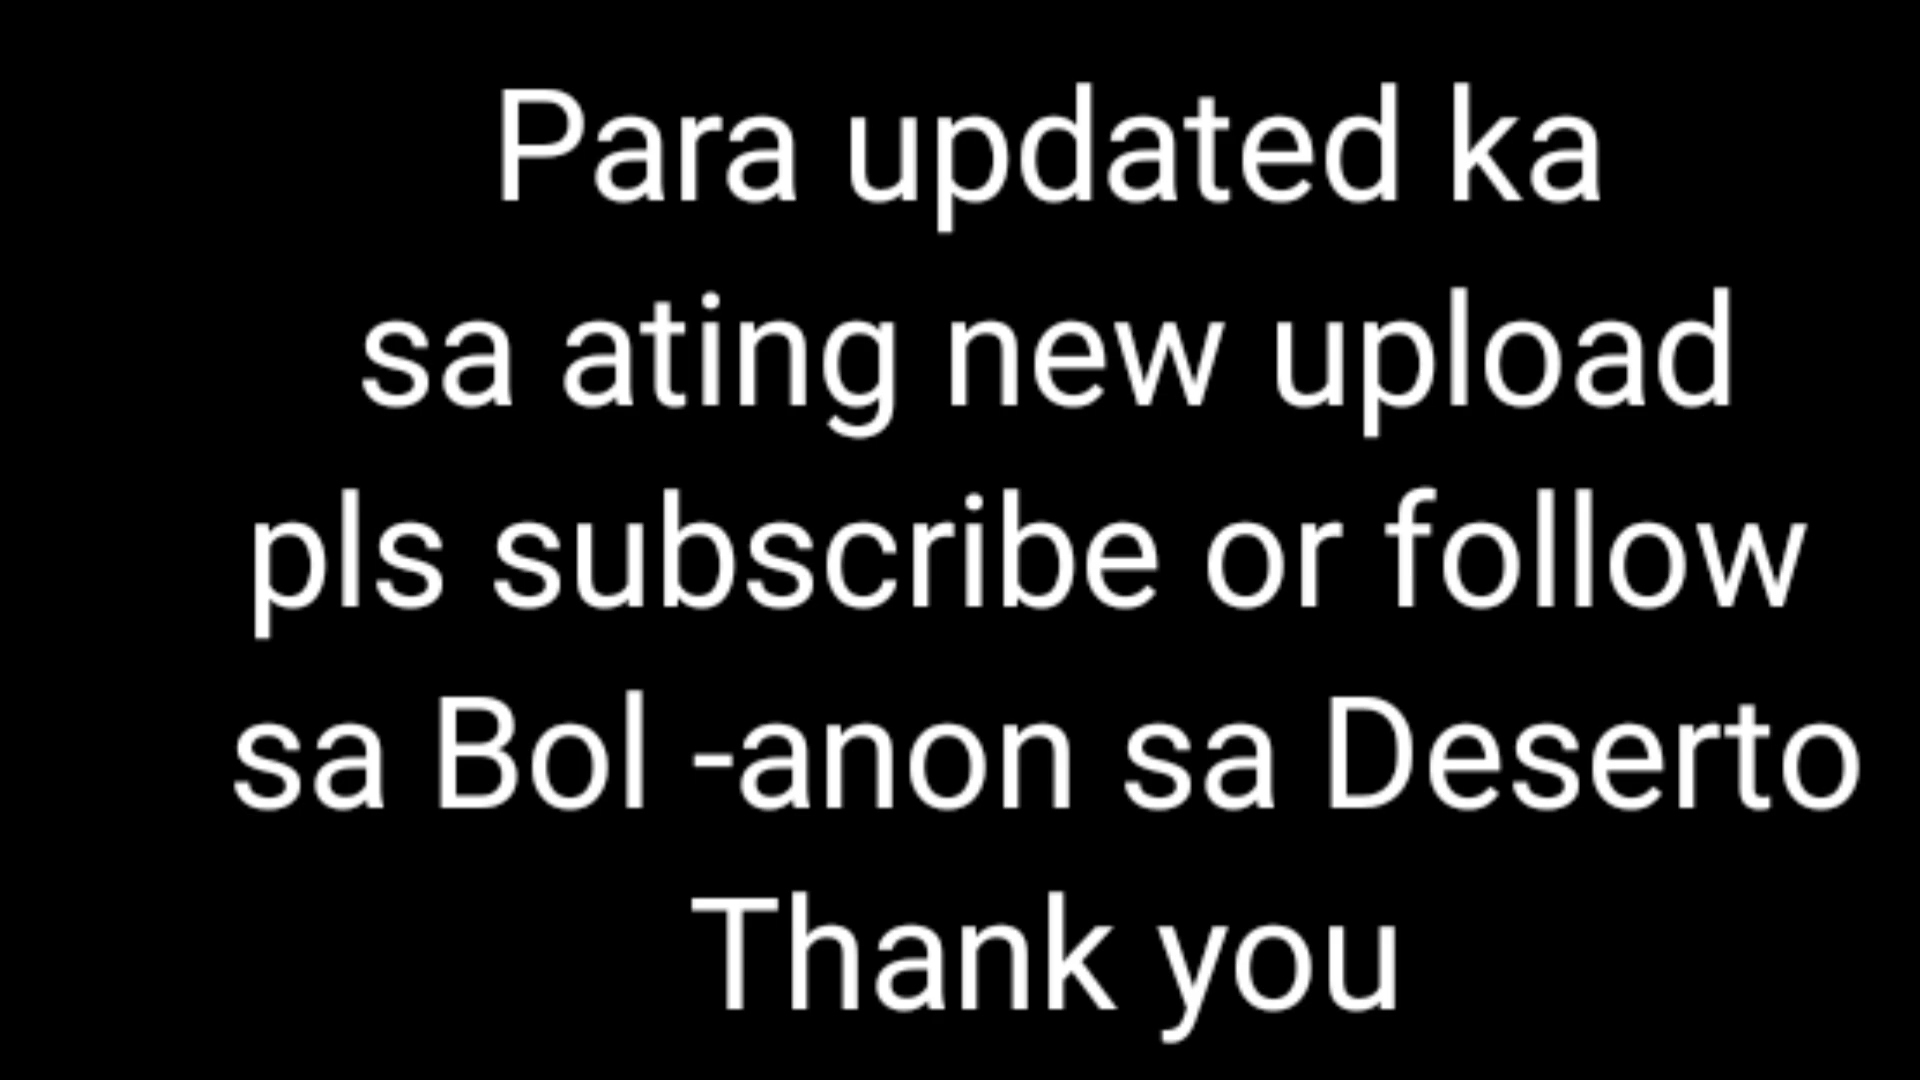 Para updated ka
sa ating new upload
pls subscribe or follow
sa Bol -anon sa Deserto
Thank you